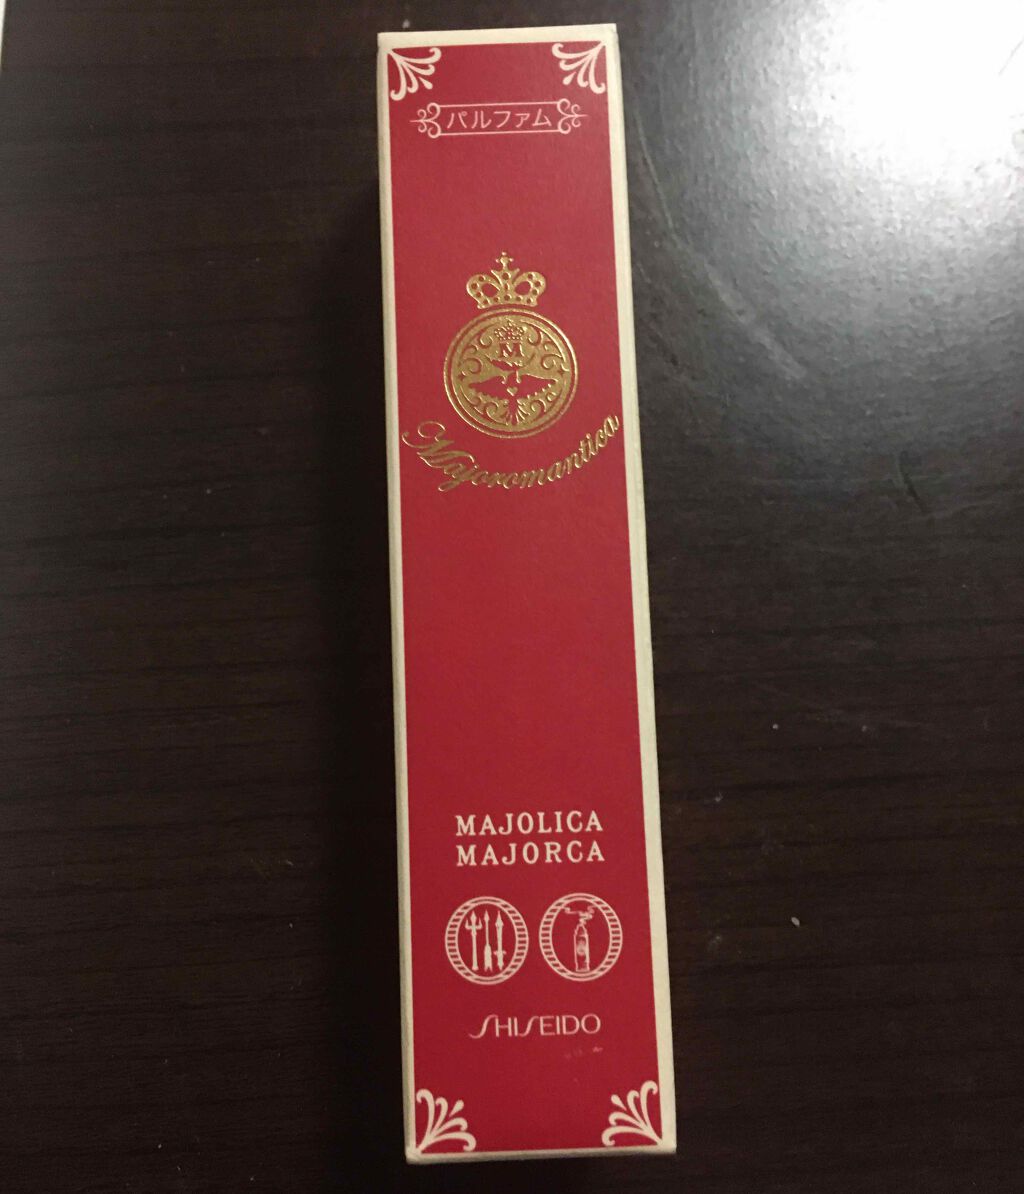 パルファム
M
Majoromantica
MAJOLICA
MAJORCA
SHISEIDO